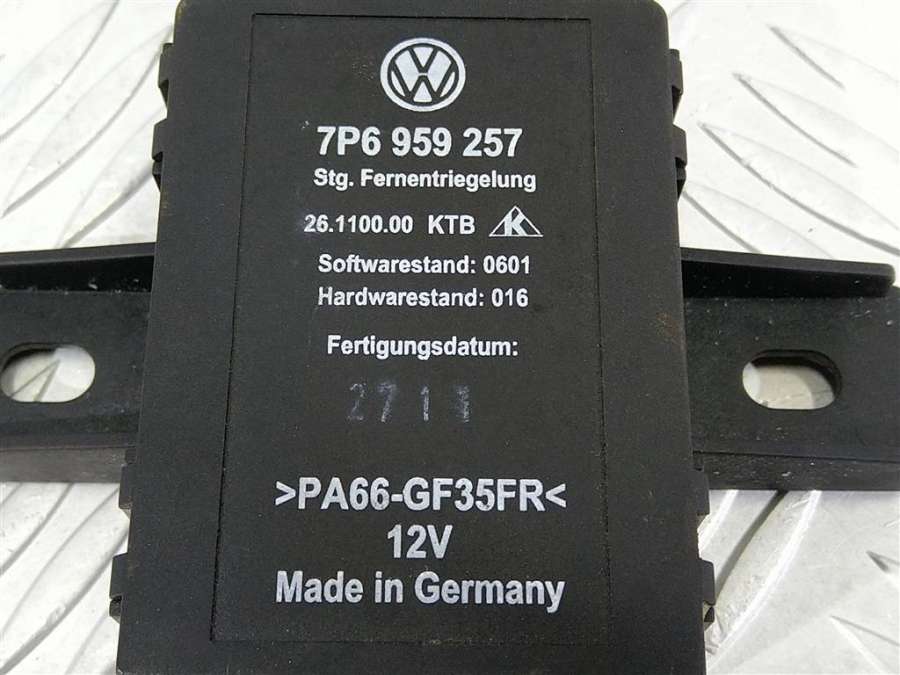 7P6 959 257
Stg. Fernentriegelung
26.1100.00 KTB K
Softwarestand: 0601
Hardwarestand: 016
Fertigungsdatum:
>PA66-GF35FR<
12V
Made in Germany